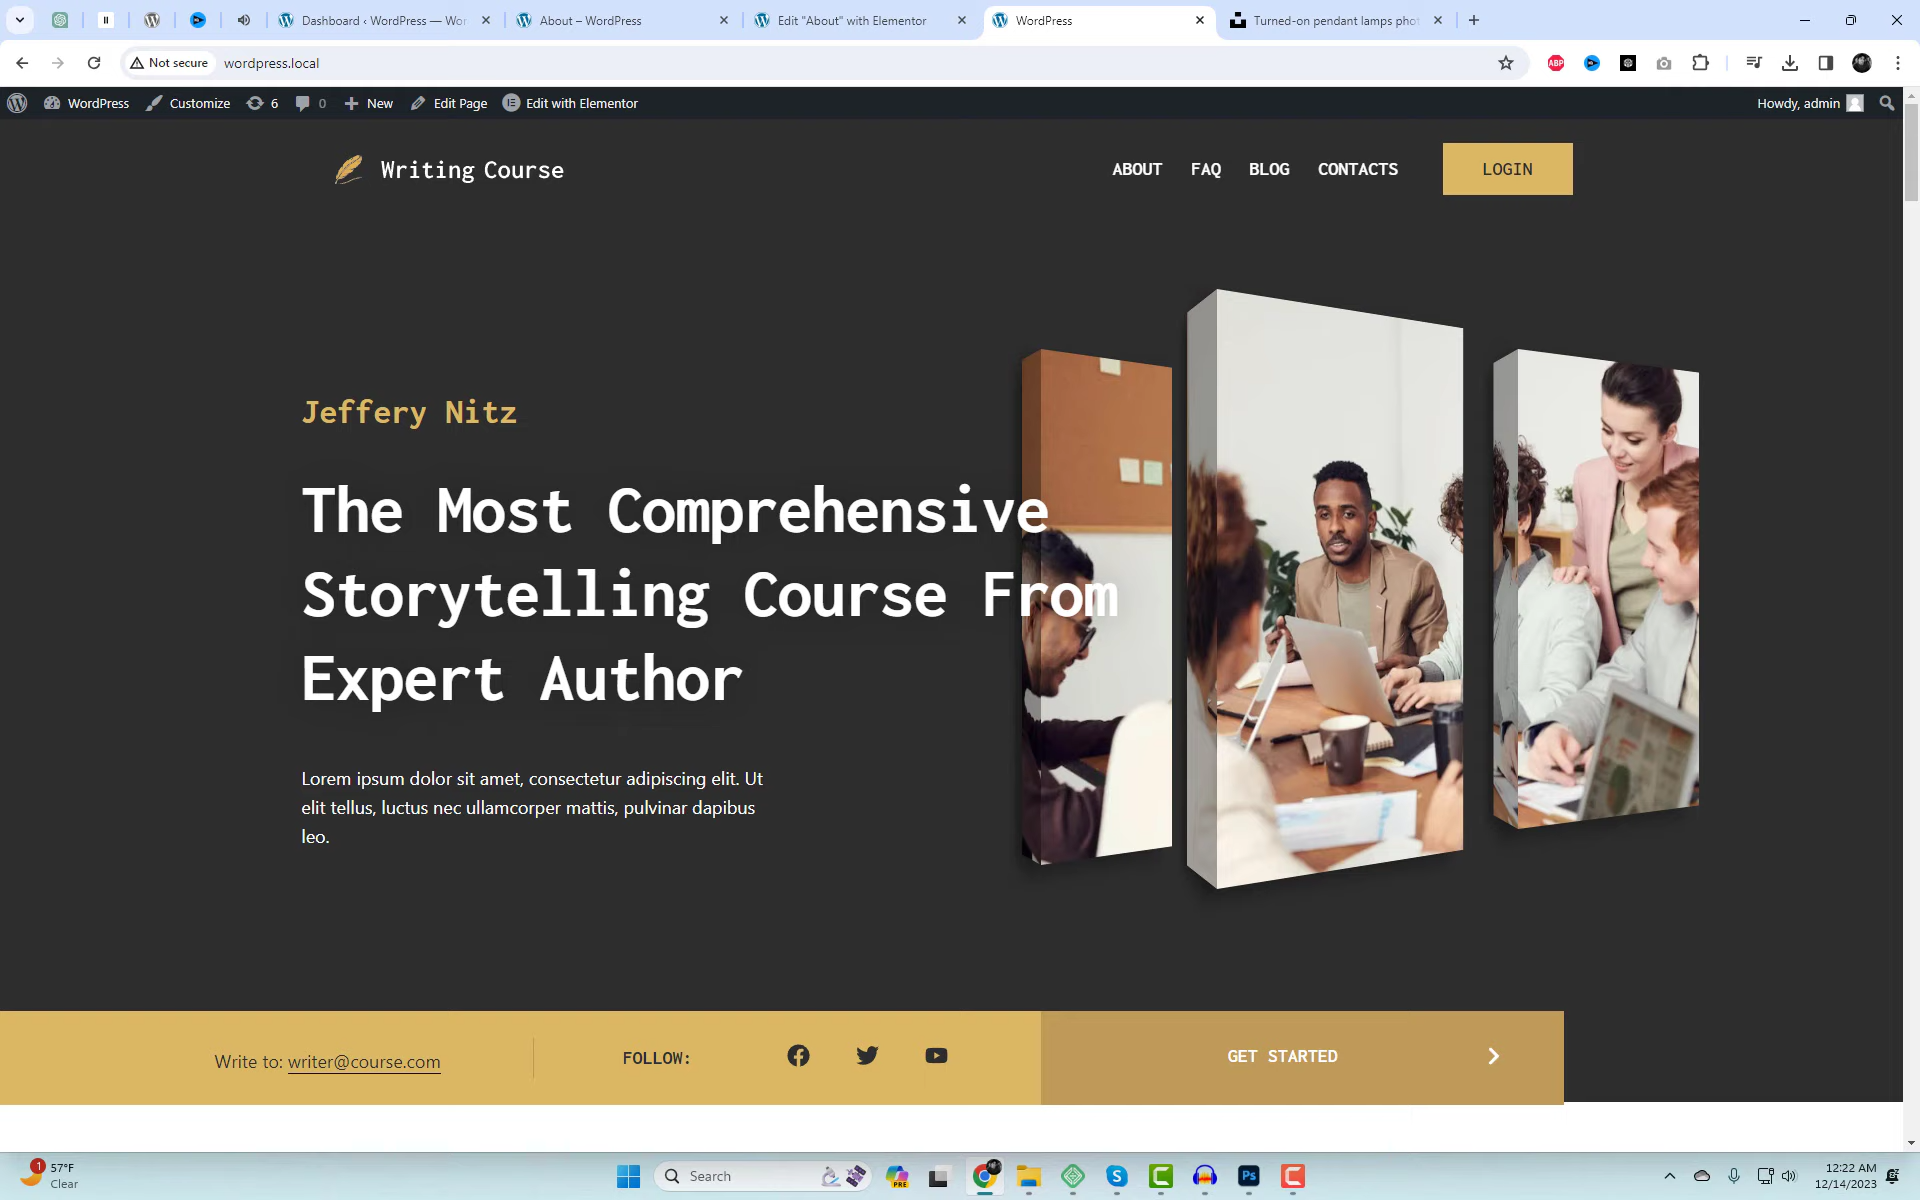 Dashboard ‹ WordPress — Wor
About – WordPress
Edit "About" with Elementor
WordPress
Turned-on pendant lamps phot
Not secure
wordpress.local
ABP
WordPress
Customize
6
0
New
Edit Page
Edit with Elementor
Howdy, admin
Writing Course
ABOUT
FAQ
BLOG
CONTACTS
LOGIN
Jeffery Nitz
The Most Comprehensive
Storytelling Course From
Expert Author
Lorem ipsum dolor sit amet, consectetur adipiscing elit. Ut
elit tellus, luctus nec ullamcorper mattis, pulvinar dapibus
leo.
Write to: writer@course.com
FOLLOW:
GET STARTED
1
57°F
Clear
Search
PRE
S
C
Ps
C
12:22 AM
12/14/2023